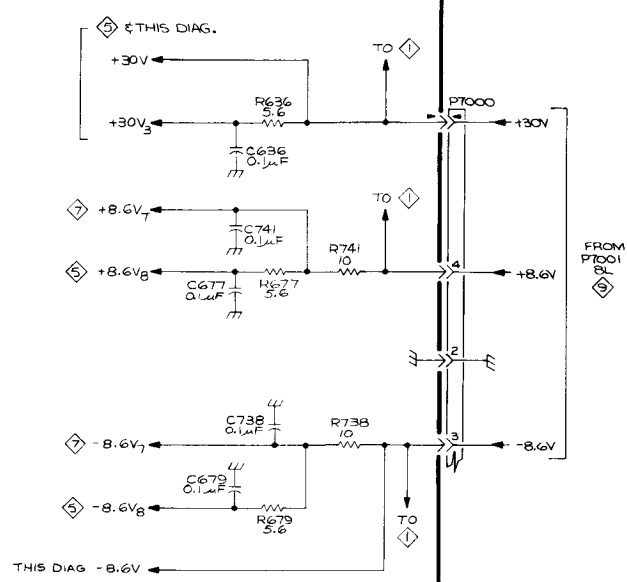 5 & THIS DIAG.
+30V
TO 1
P7000
R636
5.6
+30V3
+30V
C636
0.1µF
7 +8.6V7
TO 1
C741
0.1µF
R741
10
FROM
P7001
8L
9
5 +8.6V8
4
+8.6V
C677
0.1µF
R677
5.6
2
C738
0.1µF
R738
10
7 -8.6V7
3
-8.6V
C679
0.1µF
5 -8.6V8
R679
5.6
TO
1
THIS DIAG -8.6V